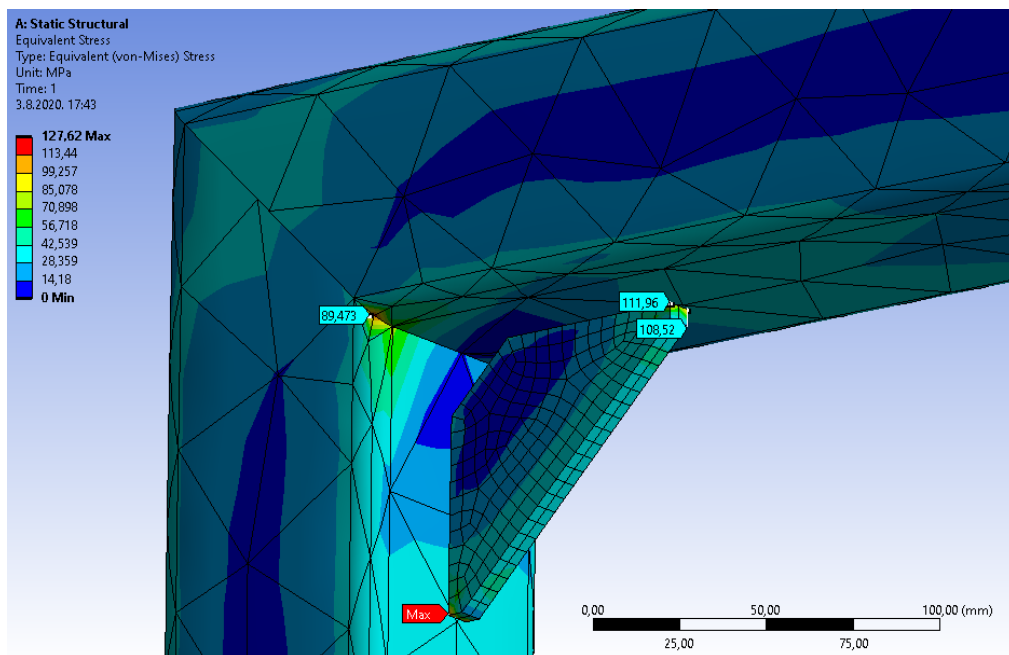 A: Static Structural
Equivalent Stress
Type: Equivalent (von-Mises) Stress
Unit: MPa
Time: 1
3.8.2020. 17:43
127,62 Max
113,44
99,257
85,078
70,898
56,718
42,539
28,359
14,18
0 Min
89,473
111,96
108,52
Max
0,00 50,00 100,00 (mm)
25,00 75,00